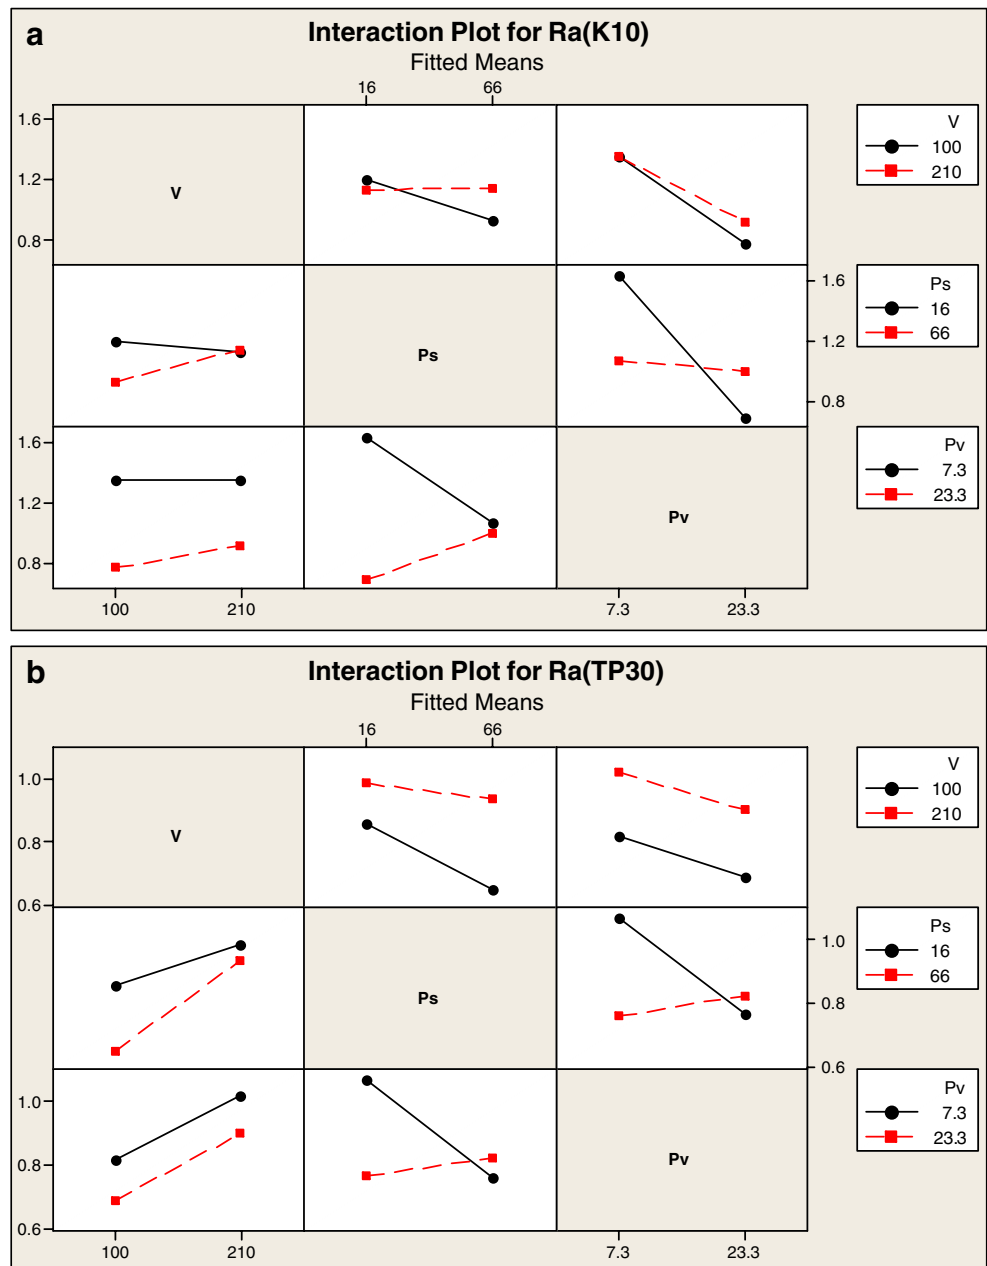 a
Interaction Plot for Ra(K10)
Fitted Means
16 66
1.6
1.2
0.8
V
V
100
210
Ps
1.6
1.2
0.8
Ps
16
66
1.6
1.2
0.8
Pv
Pv
7.3
23.3
100 210 7.3 23.3
b
Interaction Plot for Ra(TP30)
Fitted Means
16 66
1.0
0.8
0.6
V
V
100
210
Ps
1.0
0.8
0.6
Ps
16
66
1.0
0.8
0.6
Pv
Pv
7.3
23.3
100 210 7.3 23.3